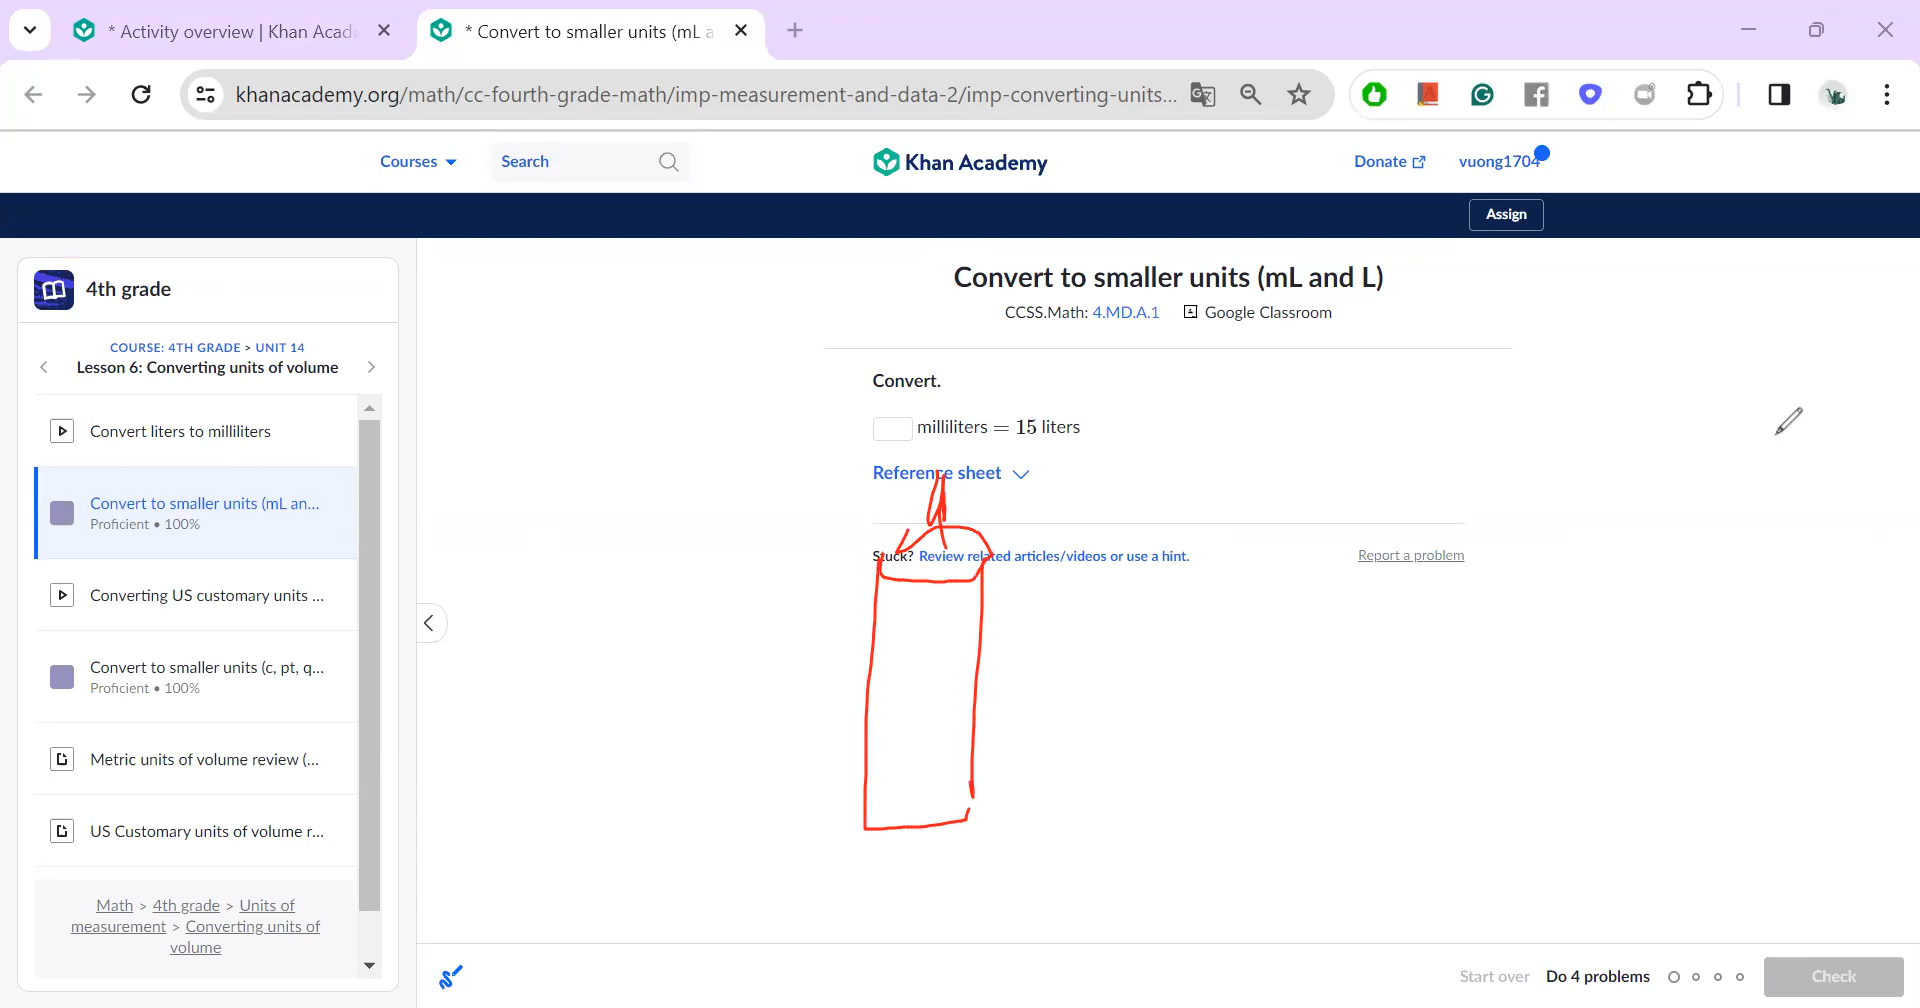 * Activity overview | Khan Acad
* Convert to smaller units (mL a
khanacademy.org/math/cc-fourth-grade-math/imp-measurement-and-data-2/imp-converting-units...
Courses
Search
Khan Academy
Donate
vuong1704
Assign
4th grade
COURSE: 4TH GRADE > UNIT 14
Lesson 6: Converting units of volume
Convert liters to milliliters
Convert to smaller units (mL an...
Proficient • 100%
Converting US customary units ...
Convert to smaller units (c, pt, q...
Proficient • 100%
Metric units of volume review (...
US Customary units of volume r...
Math > 4th grade > Units of
measurement > Converting units of
volume
Convert to smaller units (mL and L)
CCSS.Math: 4.MD.A.1 Google Classroom
Convert.
milliliters = 15 liters
Reference sheet
Stuck? Review related articles/videos or use a hint.
Report a problem
Start over Do 4 problems
Check